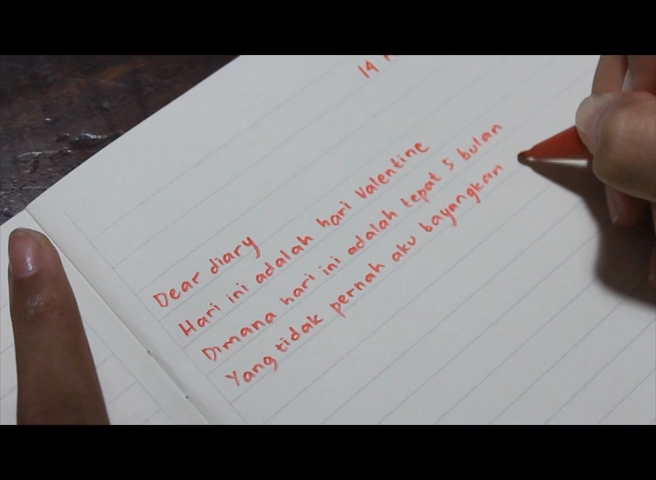 14
Dear diary
Hari ini adalah hari Valentine
Dimana hari ini adalah tepat 5 bulan
Yang tidak pernah aku bayangkan